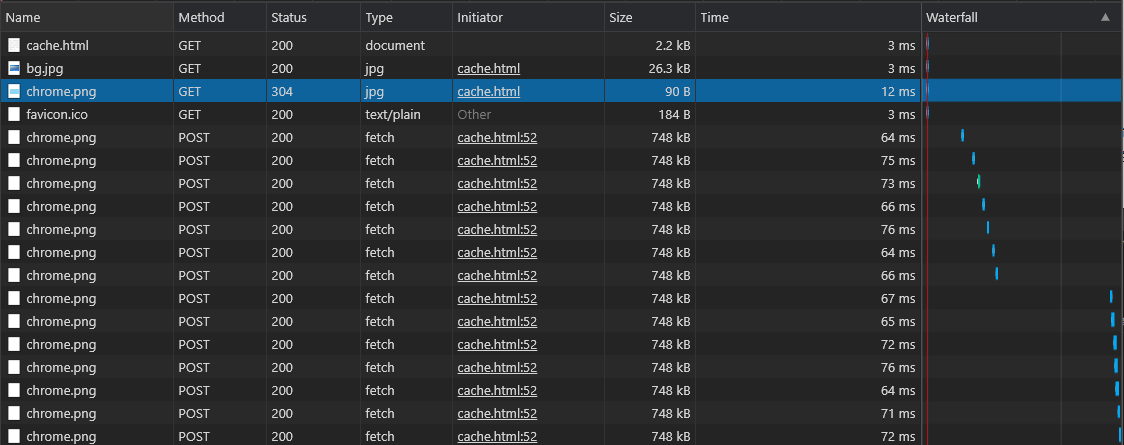 Name Method Status Type Initiator Size Time Waterfall
cache.html GET 200 document 2.2 kB 3 ms
bg.jpg GET 200 jpg cache.html 26.3 kB 3 ms
chrome.png GET 304 jpg cache.html 90 B 12 ms
favicon.ico GET 200 text/plain Other 184 B 3 ms
chrome.png POST 200 fetch cache.html:52 748 kB 64 ms
chrome.png POST 200 fetch cache.html:52 748 kB 75 ms
chrome.png POST 200 fetch cache.html:52 748 kB 73 ms
chrome.png POST 200 fetch cache.html:52 748 kB 66 ms
chrome.png POST 200 fetch cache.html:52 748 kB 76 ms
chrome.png POST 200 fetch cache.html:52 748 kB 64 ms
chrome.png POST 200 fetch cache.html:52 748 kB 66 ms
chrome.png POST 200 fetch cache.html:52 748 kB 67 ms
chrome.png POST 200 fetch cache.html:52 748 kB 65 ms
chrome.png POST 200 fetch cache.html:52 748 kB 72 ms
chrome.png POST 200 fetch cache.html:52 748 kB 76 ms
chrome.png POST 200 fetch cache.html:52 748 kB 64 ms
chrome.png POST 200 fetch cache.html:52 748 kB 71 ms
chrome.png POST 200 fetch cache.html:52 748 kB 72 ms